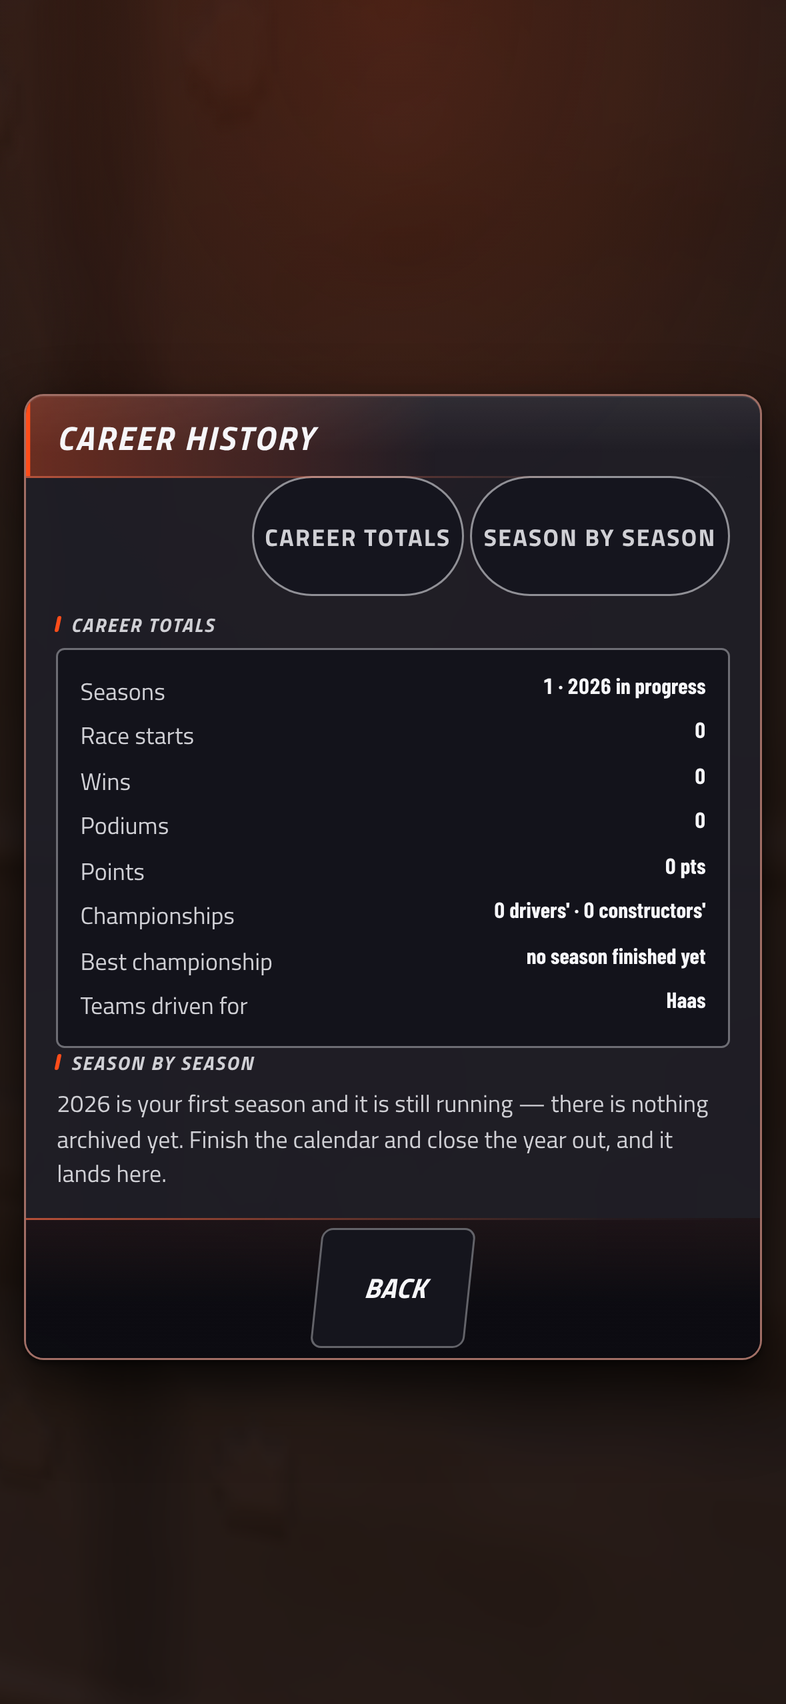 CAREER HISTORY
CAREER TOTALS
SEASON BY SEASON
CAREER TOTALS
Seasons 1 · 2026 in progress
Race starts 0
Wins 0
Podiums 0
Points 0 pts
Championships 0 drivers' · 0 constructors'
Best championship no season finished yet
Teams driven for Haas
SEASON BY SEASON
2026 is your first season and it is still running — there is nothing
archived yet. Finish the calendar and close the year out, and it
lands here.
BACK